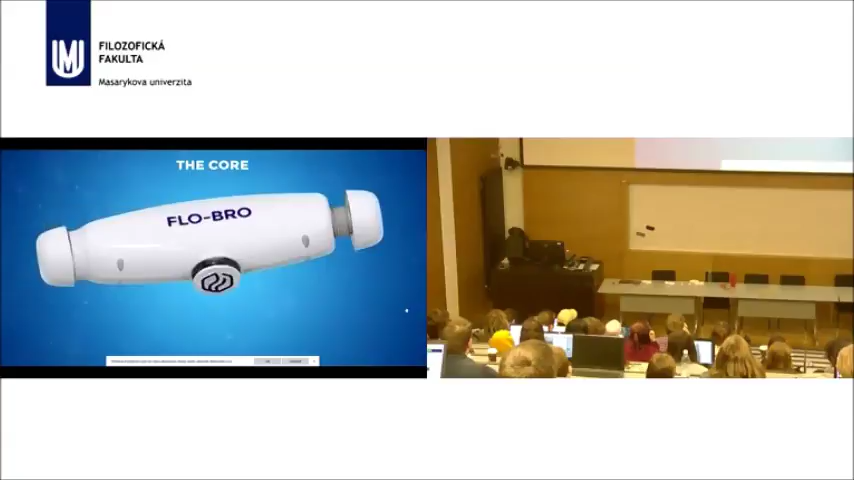 FILOZOFICKÁ
FAKULTA
Masarykova univerzita
THE CORE
FLO-BRO